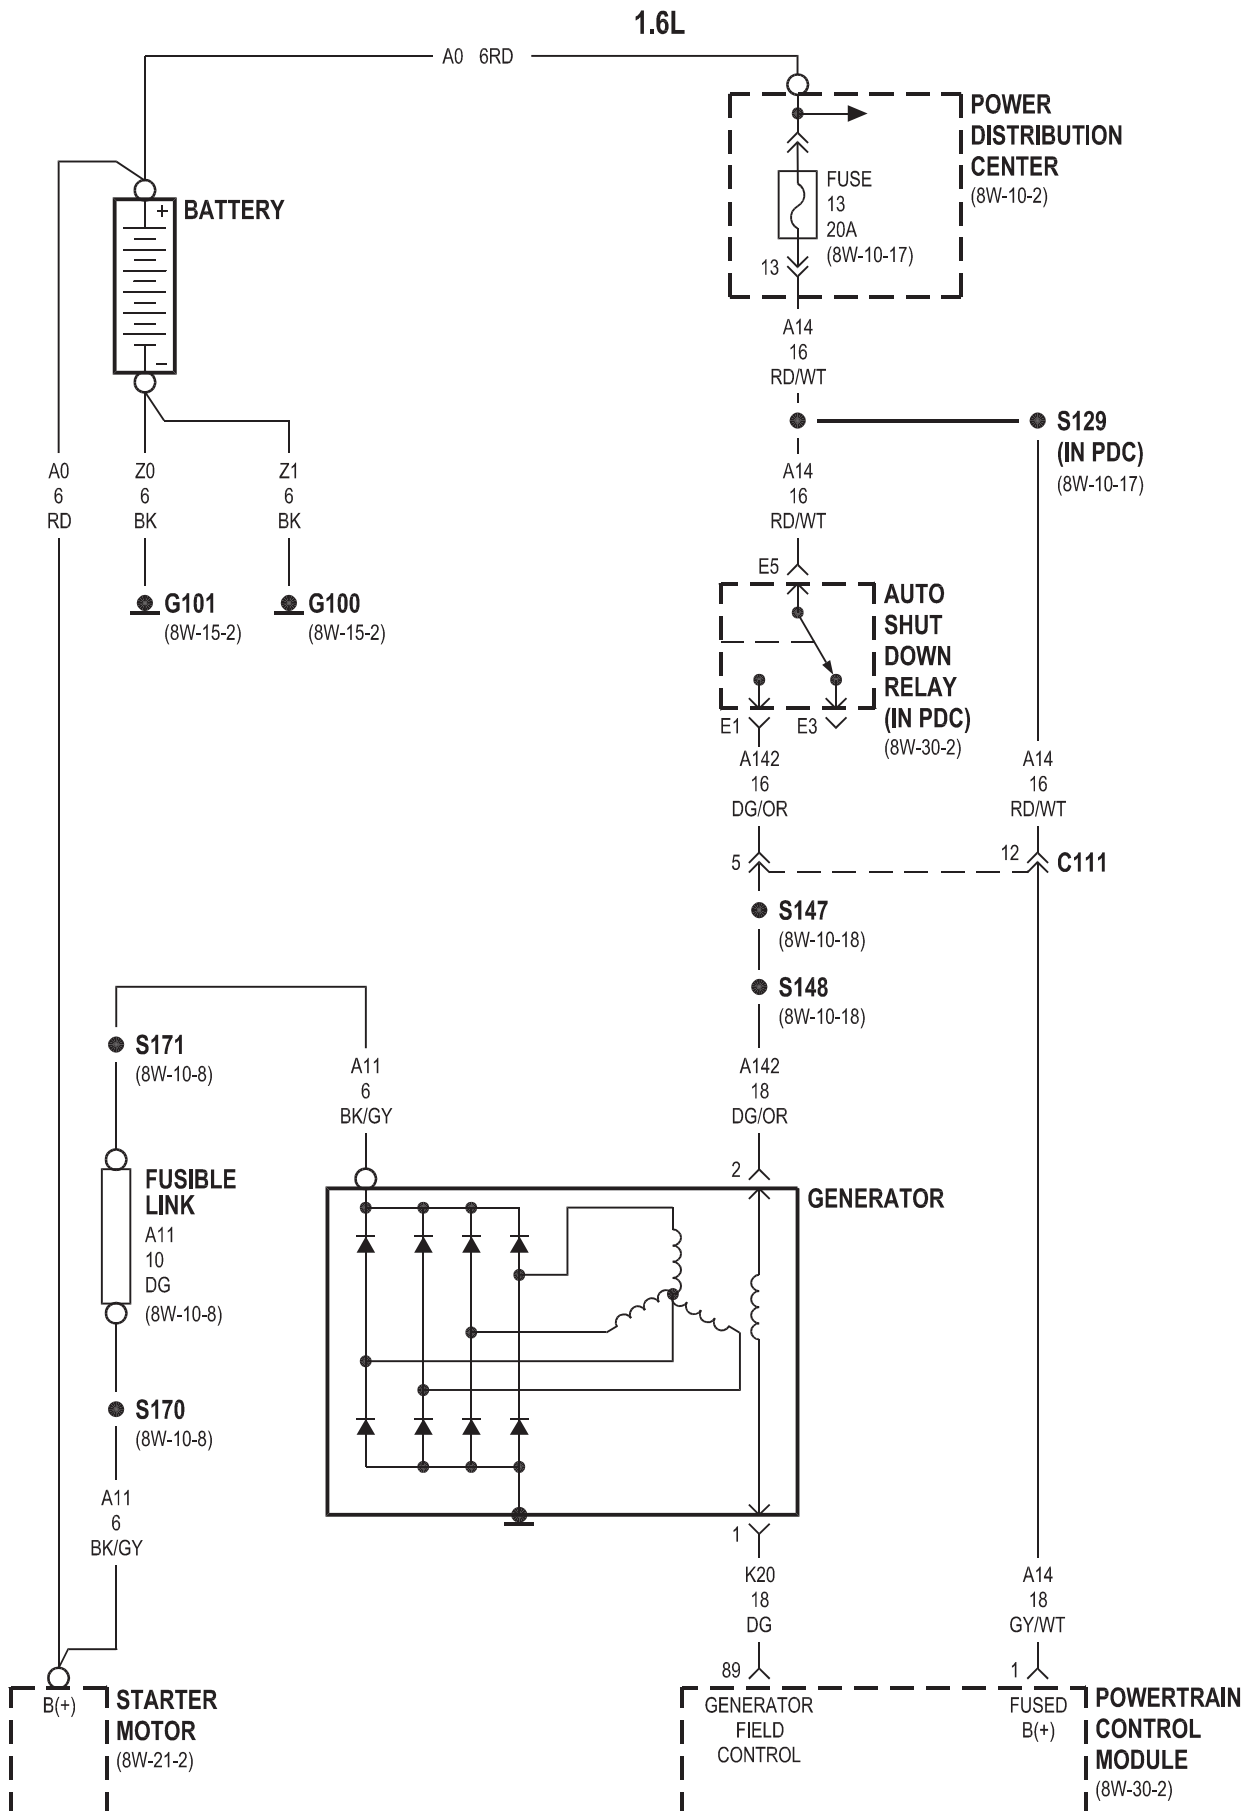 1.6L
A0 6RD
POWER
DISTRIBUTION
CENTER
(8W-10-2)
FUSE
13
20A
(8W-10-17)
13
+
BATTERY
–
A14
16
RD/WT
S129
(IN PDC)
(8W-10-17)
A0
6
RD
Z0
6
BK
Z1
6
BK
A14
16
RD/WT
G101
(8W-15-2)
G100
(8W-15-2)
E5
AUTO
SHUT
DOWN
RELAY
(IN PDC)
(8W-30-2)
E1
E3
A142
16
DG/OR
A14
16
RD/WT
5
12
C111
S147
(8W-10-18)
S148
(8W-10-18)
S171
(8W-10-8)
A11
6
BK/GY
A142
18
DG/OR
2
GENERATOR
FUSIBLE
LINK
A11
10
DG
(8W-10-8)
S170
(8W-10-8)
A11
6
BK/GY
1
K20
18
DG
A14
18
GY/WT
89
1
B(+)
STARTER
MOTOR
(8W-21-2)
GENERATOR
FIELD
CONTROL
FUSED
B(+)
POWERTRAIN
CONTROL
MODULE
(8W-30-2)